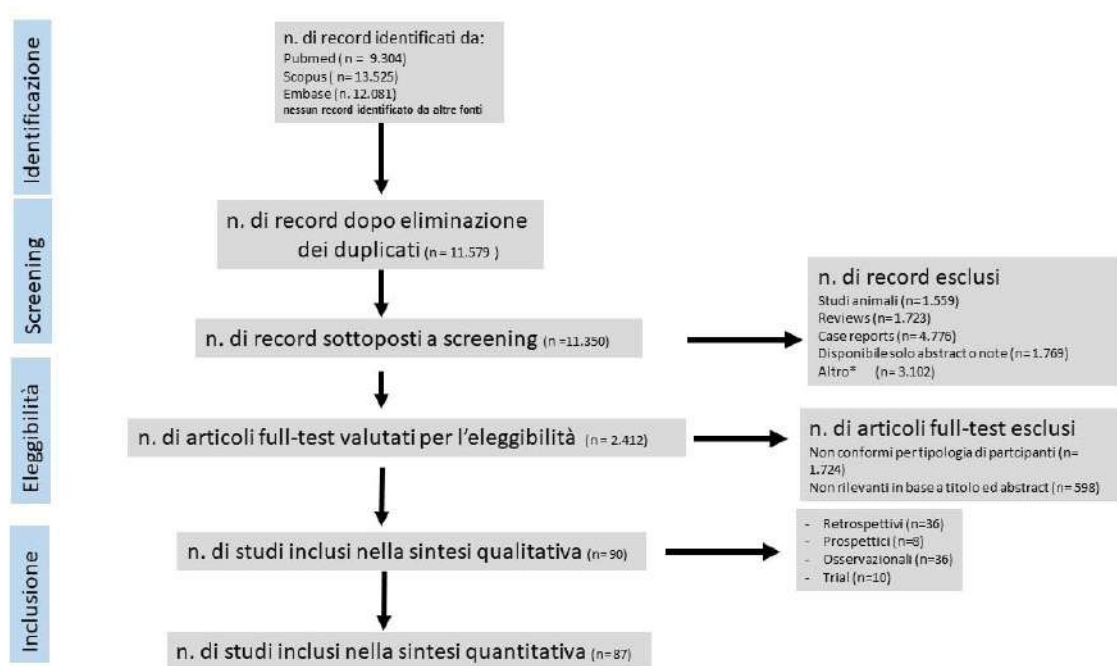 Identificazione
n. di record identificati da:
Pubmed ( n = 9.304)
Scopus ( n= 13.525)
Embase (n. 12.081)
nessun record identificato da altre fonti
Screening
n. di record dopo eliminazione
dei duplicati (n= 11.579 )
n. di record sottoposti a screening (n =11.350)
n. di record esclusi
Studi animali (n=1.559)
Reviews (n=1.723)
Case reports (n= 4.776)
Disponibile solo abstract o note (n=1.769)
Altro* (n= 3.102)
Eleggibilità
n. di articoli full-test valutati per l'eleggibilità (n= 2.412)
n. di articoli full-test esclusi
Non conformi per tipologia di partcipanti (n=
1.724)
Non rilevanti in base a titolo ed abstract (n=598)
Inclusione
n. di studi inclusi nella sintesi qualitativa (n=90)
- Retrospettivi (n=36)
- Prospettici (n=8)
- Osservazionali (n=36)
- Trial (n=10)
n. di studi inclusi nella sintesi quantitativa (n=87)